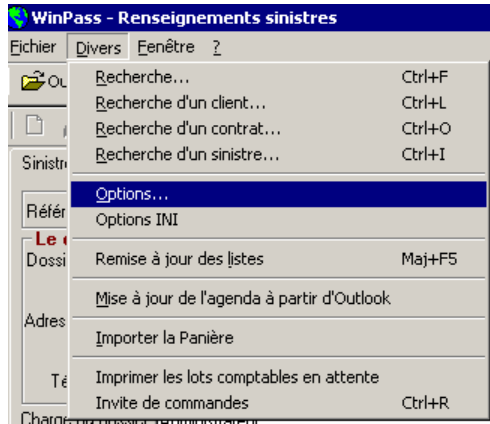 WinPass - Renseignements sinistres
Fichier Divers Fenêtre ?
Recherche... Ctrl+F
Recherche d'un client... Ctrl+L
Recherche d'un contrat... Ctrl+O
Recherche d'un sinistre... Ctrl+I
Options...
Options INI
Remise à jour des listes Maj+F5
Mise à jour de l'agenda à partir d'Outlook
Importer la Panière
Imprimer les lots comptables en attente
Invite de commandes Ctrl+R